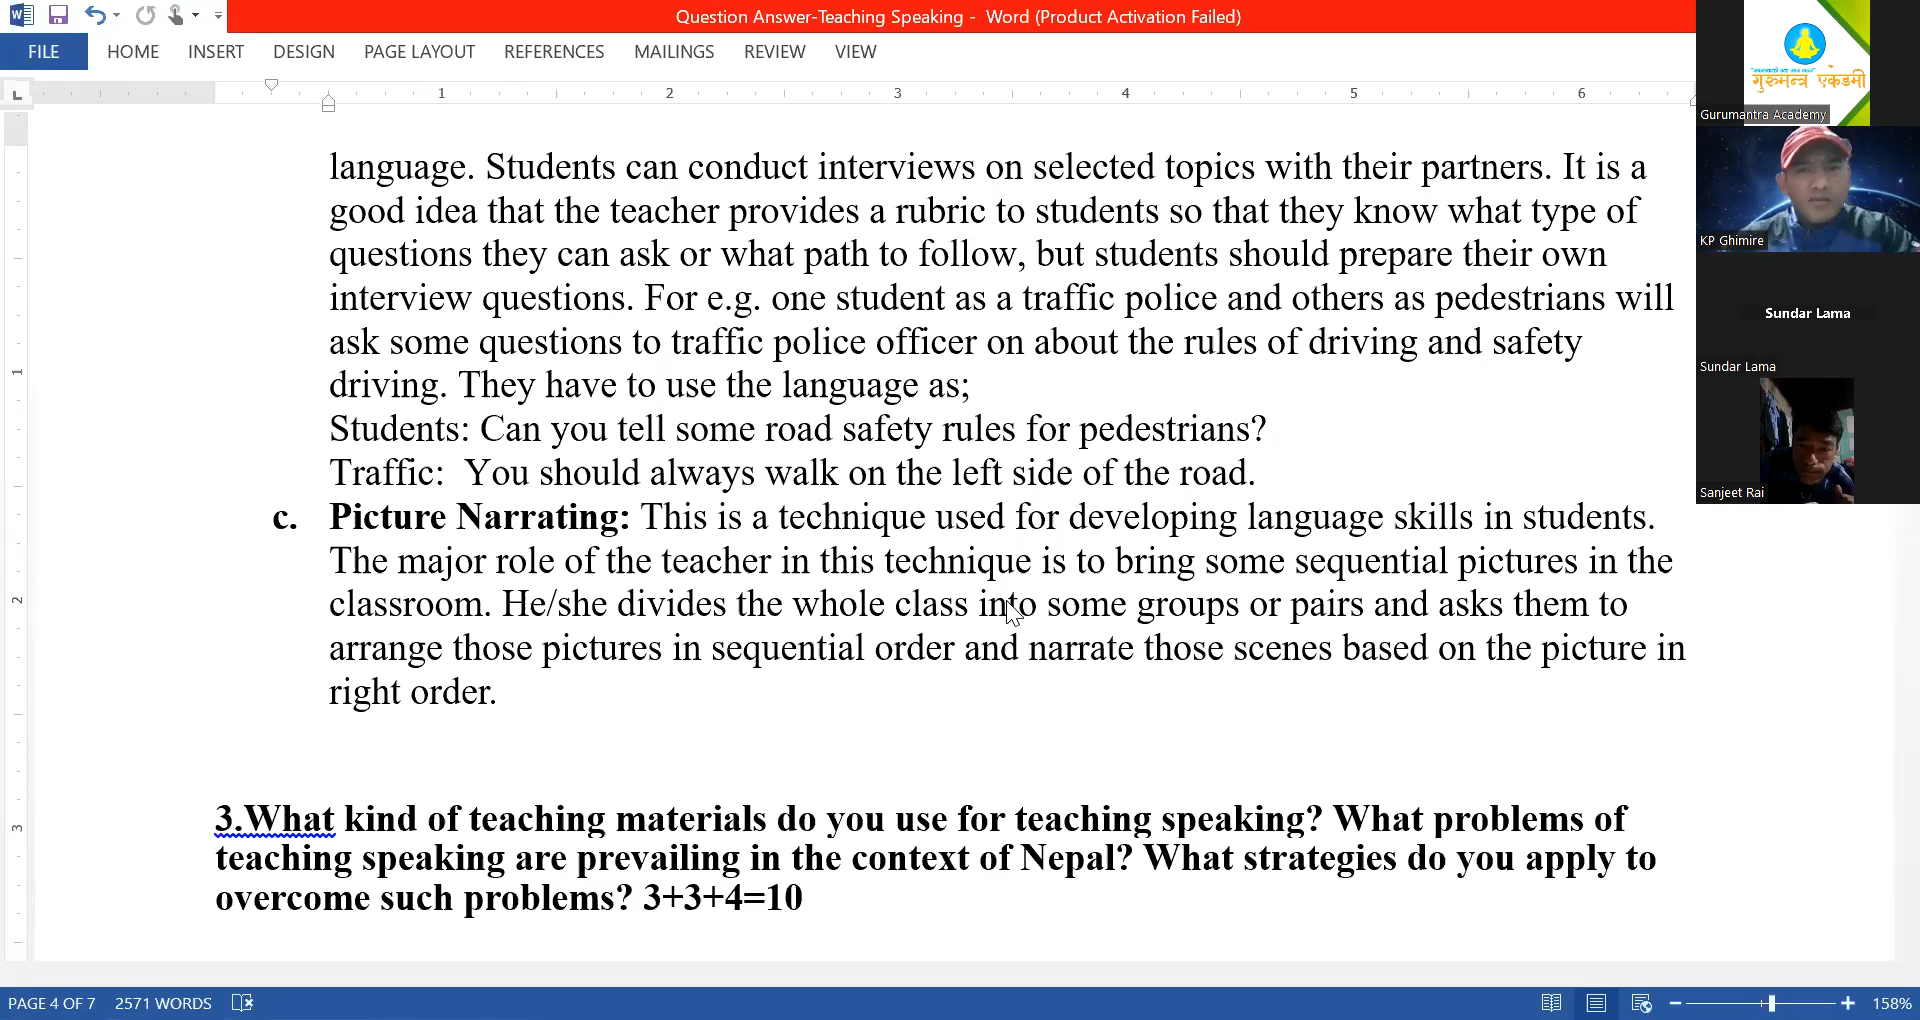 Question Answer-Teaching Speaking - Word (Product Activation Failed)
FILE HOME INSERT DESIGN PAGE LAYOUT REFERENCES MAILINGS REVIEW VIEW
1 2 3 4 5 6
language. Students can conduct interviews on selected topics with their partners. It is a
good idea that the teacher provides a rubric to students so that they know what type of
questions they can ask or what path to follow, but students should prepare their own
interview questions. For e.g. one student as a traffic police and others as pedestrians will
ask some questions to traffic police officer on about the rules of driving and safety
driving. They have to use the language as;
Students: Can you tell some road safety rules for pedestrians?
Traffic: You should always walk on the left side of the road.
c. Picture Narrating: This is a technique used for developing language skills in students.
The major role of the teacher in this technique is to bring some sequential pictures in the
classroom. He/she divides the whole class into some groups or pairs and asks them to
arrange those pictures in sequential order and narrate those scenes based on the picture in
right order.
3.What kind of teaching materials do you use for teaching speaking? What problems of
teaching speaking are prevailing in the context of Nepal? What strategies do you apply to
overcome such problems? 3+3+4=10
1
2
3
PAGE 4 OF 7 2571 WORDS
158%
गुरुमन्त्र एकेडमी
Gurumantra Academy
KP Ghimire
Sundar Lama
Sundar Lama
Sanjeet Rai